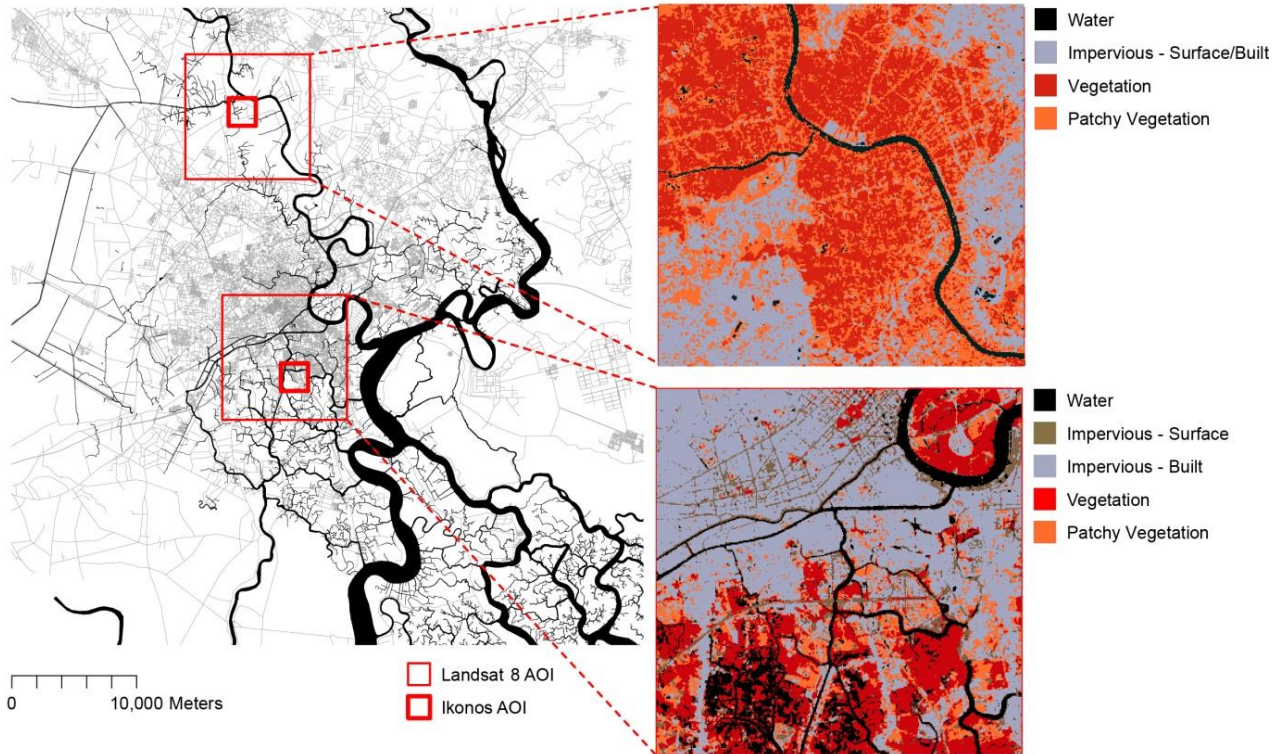 Water
Impervious - Surface/Built
Vegetation
Patchy Vegetation
Water
Impervious - Surface
Impervious - Built
Vegetation
Patchy Vegetation
0 10,000 Meters
Landsat 8 AOI
Ikonos AOI